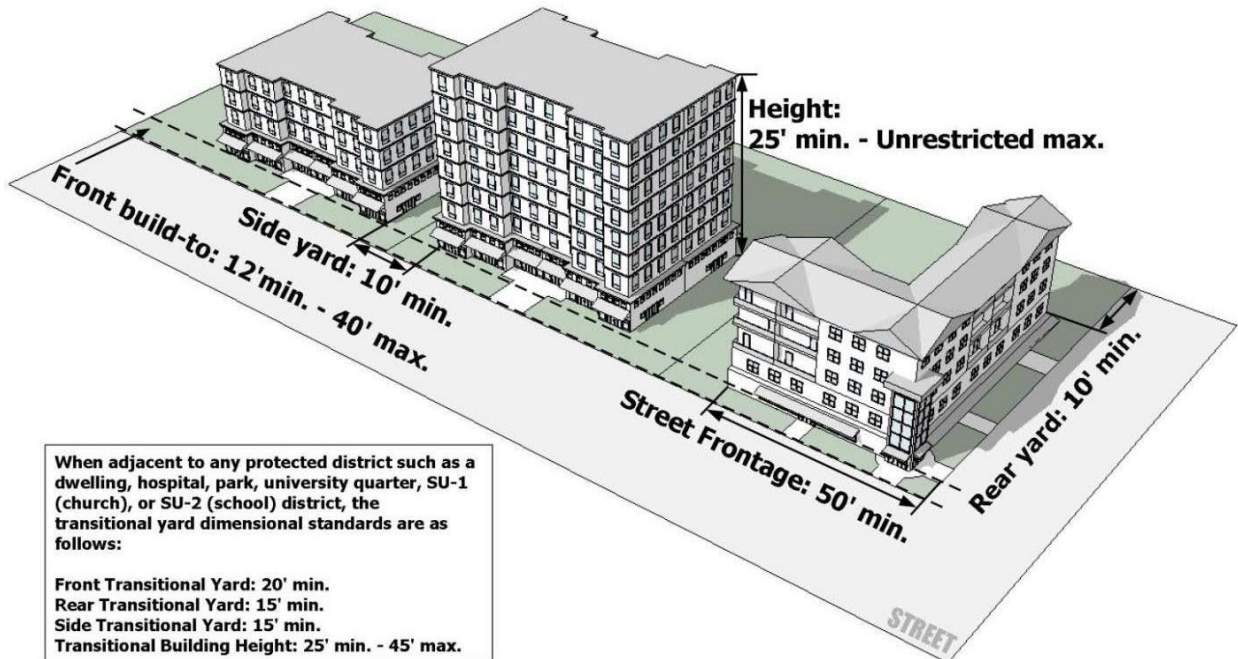 Height:
25' min. - Unrestricted max.
Front build-to: 12'min. - 40' max.
Side yard: 10' min.
Street Frontage: 50' min.
Rear yard: 10' min.
STREET
When adjacent to any protected district such as a
dwelling, hospital, park, university quarter, SU-1
(church), or SU-2 (school) district, the
transitional yard dimensional standards are as
follows:
Front Transitional Yard: 20' min.
Rear Transitional Yard: 15' min.
Side Transitional Yard: 15' min.
Transitional Building Height: 25' min. - 45' max.